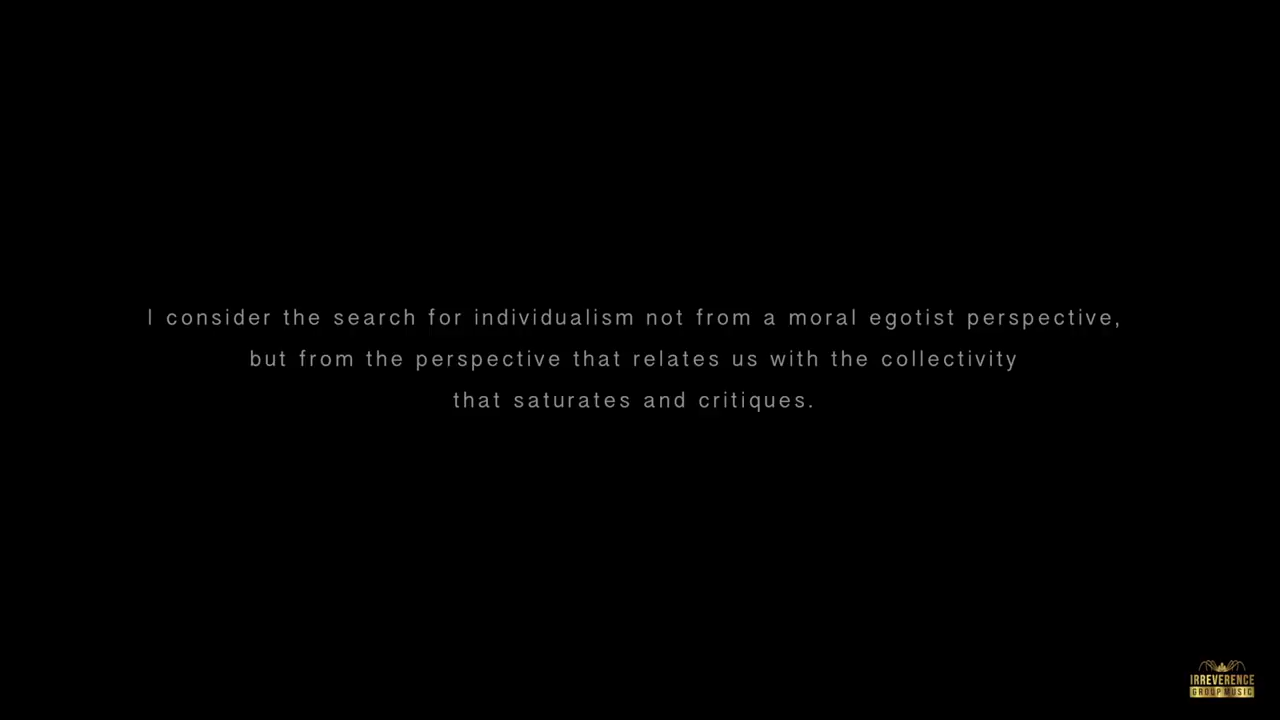 I consider the search for individualism not from a moral egotist perspective,
but from the perspective that relates us with the collectivity
that saturates and critiques.
IRREVERENCE
GROUP MUSIC